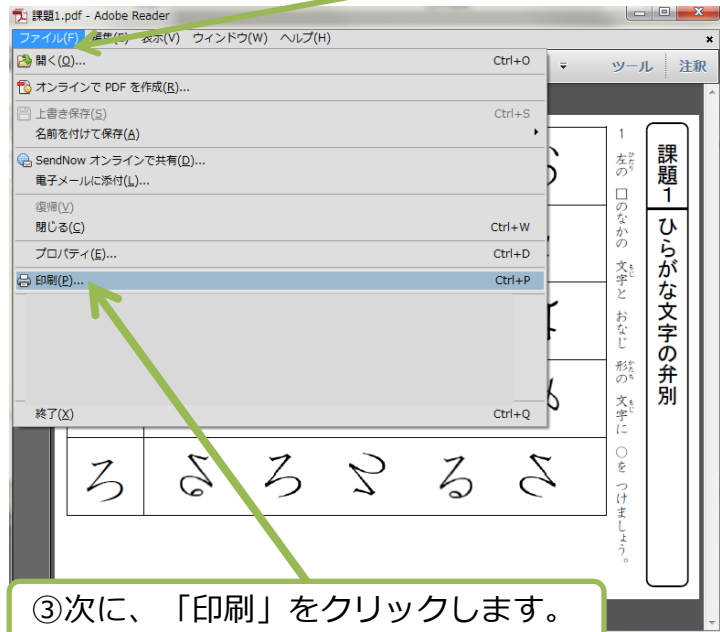 課題1.pdf - Adobe Reader
ファイル(F) 編集(E) 表示(V) ウィンドウ(W) ヘルプ(H)
開く(O)... Ctrl+O
ツール 注釈
オンラインで PDF を作成(R)...
上書き保存(S) Ctrl+S
名前を付けて保存(A)
SendNow オンラインで共有(D)...
電子メールに添付(L)...
復帰(V)
閉じる(C) Ctrl+W
プロパティ(E)... Ctrl+D
印刷(P)... Ctrl+P
終了(X) Ctrl+Q
課題1 ひらがな文字の弁別
1 左の □のなかの 文字と おなじ 形の 文字に ○を つけましょう。
ろ ろ る
③次に、「印刷」をクリックします。